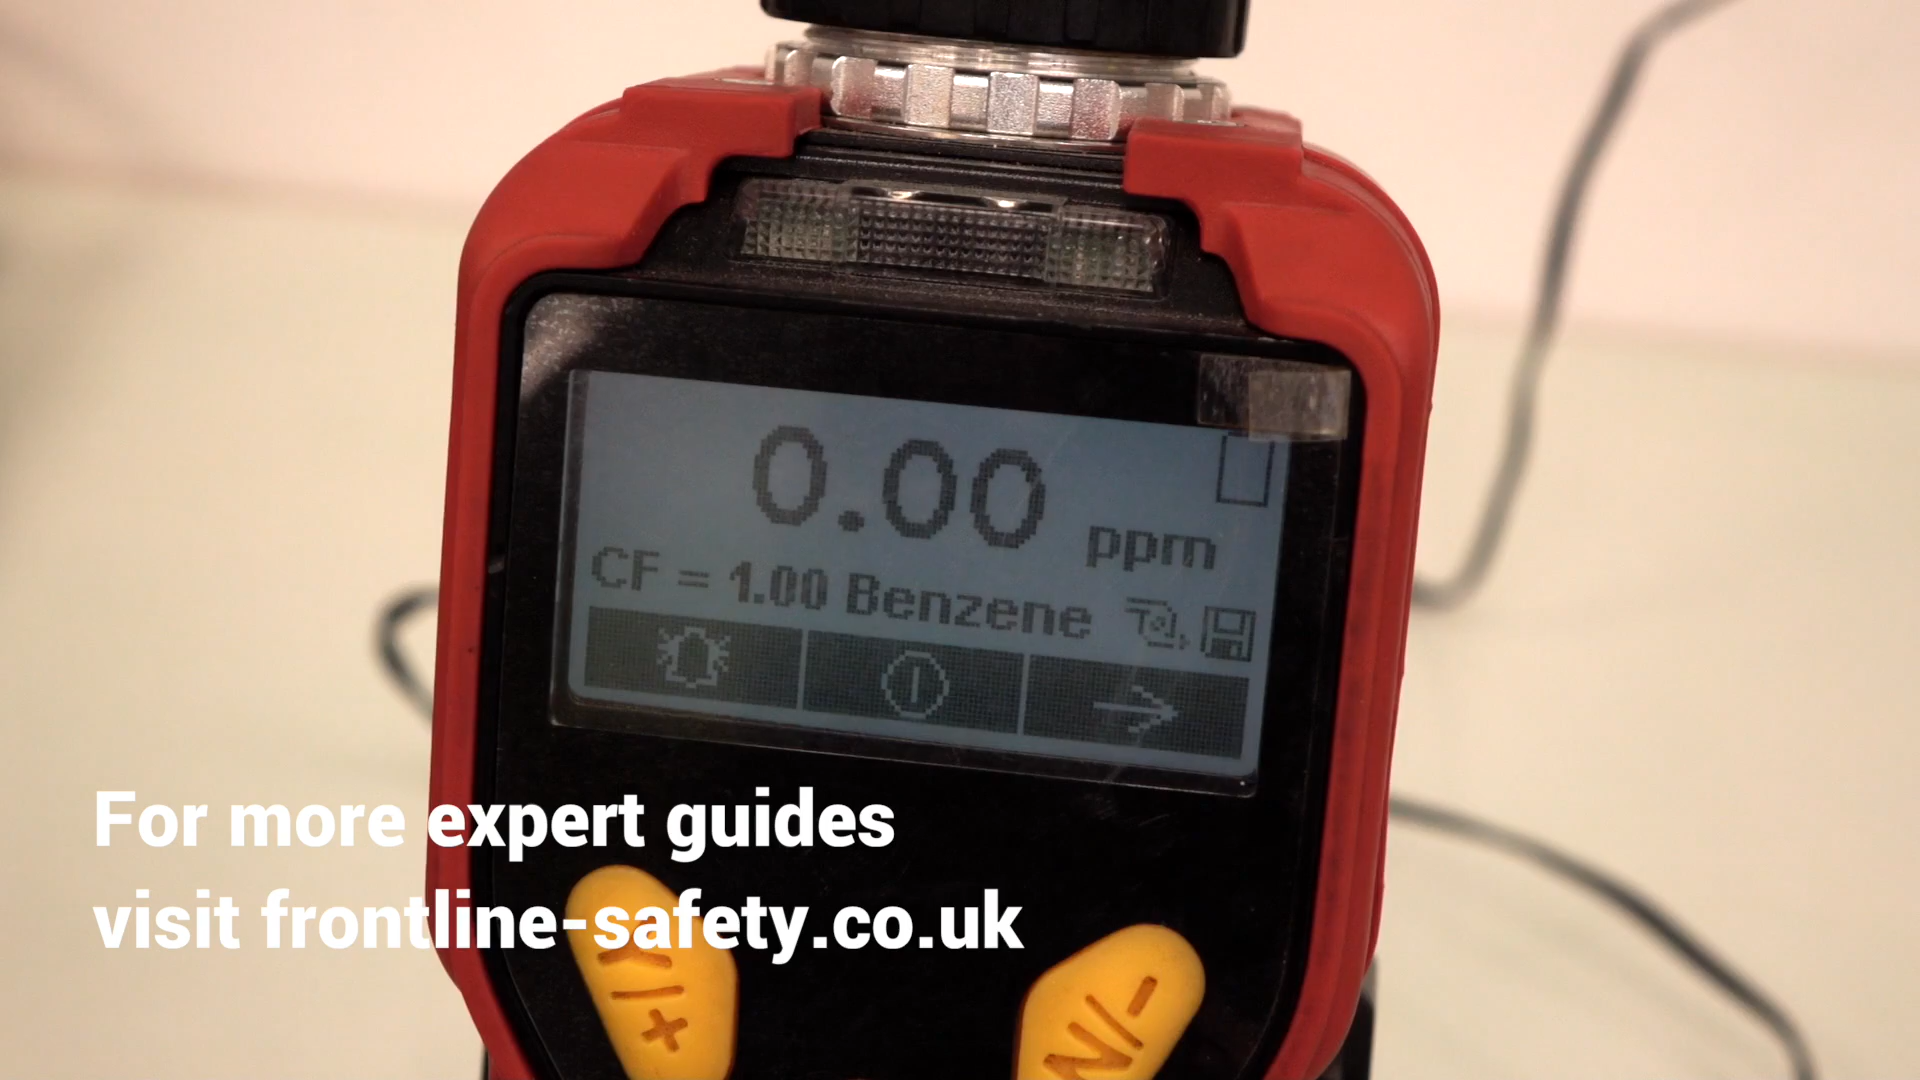 0.00 ppm
CF = 1.00 Benzene
For more expert guides
visit frontline-safety.co.uk
Y/+
N/-